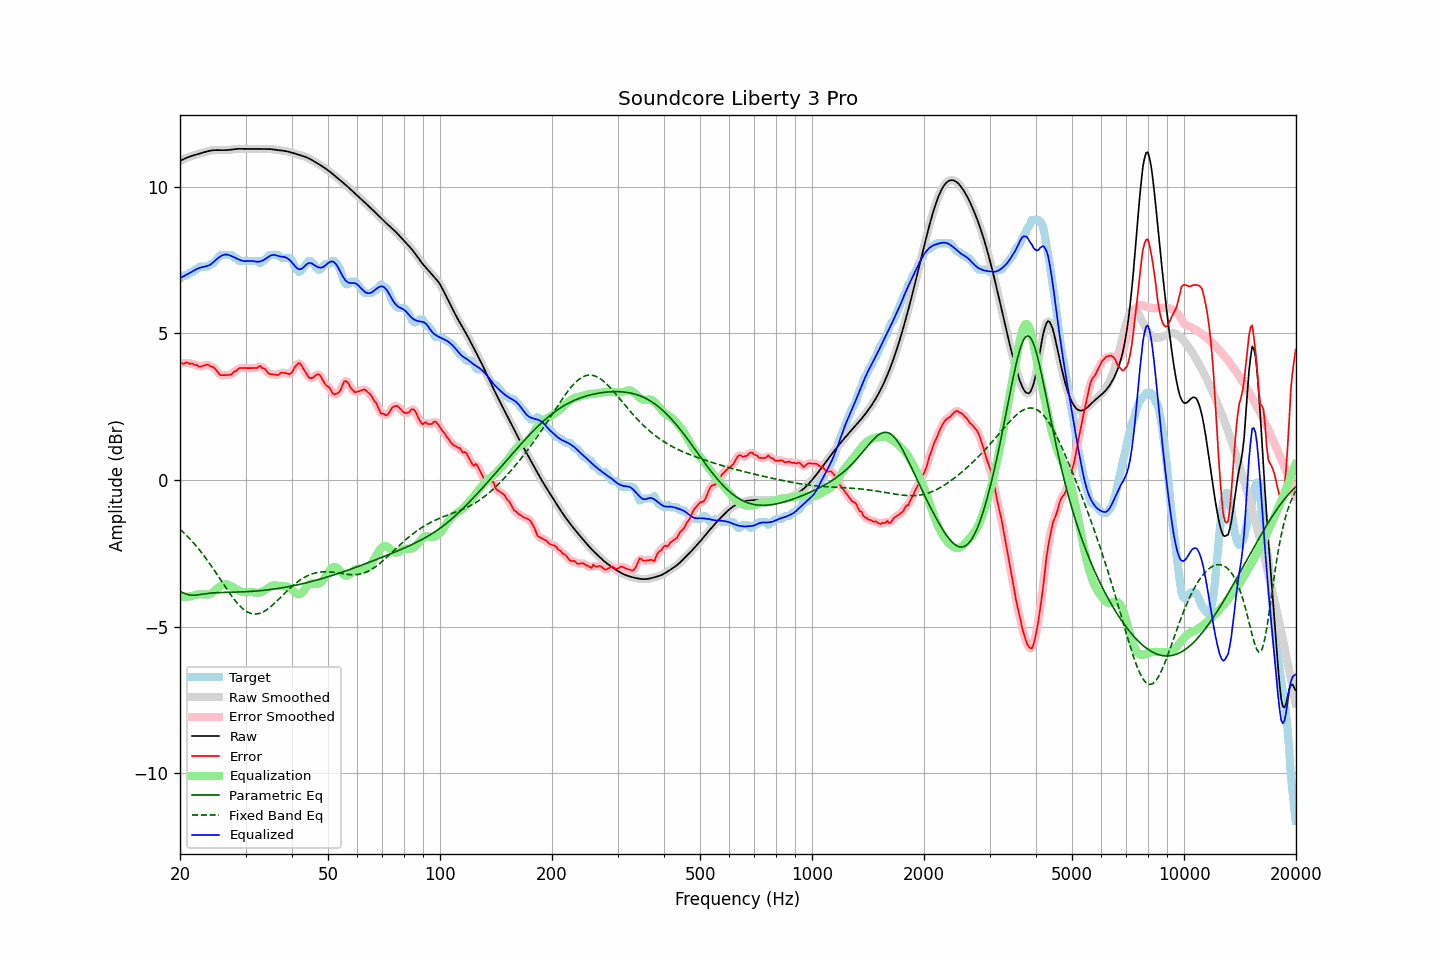 Soundcore Liberty 3 Pro
Amplitude (dBr)
10
5
0
−5
−10
Target
Raw Smoothed
Error Smoothed
Raw
Error
Equalization
Parametric Eq
Fixed Band Eq
Equalized
20 50 100 200 500 1000 2000 5000 10000 20000
Frequency (Hz)